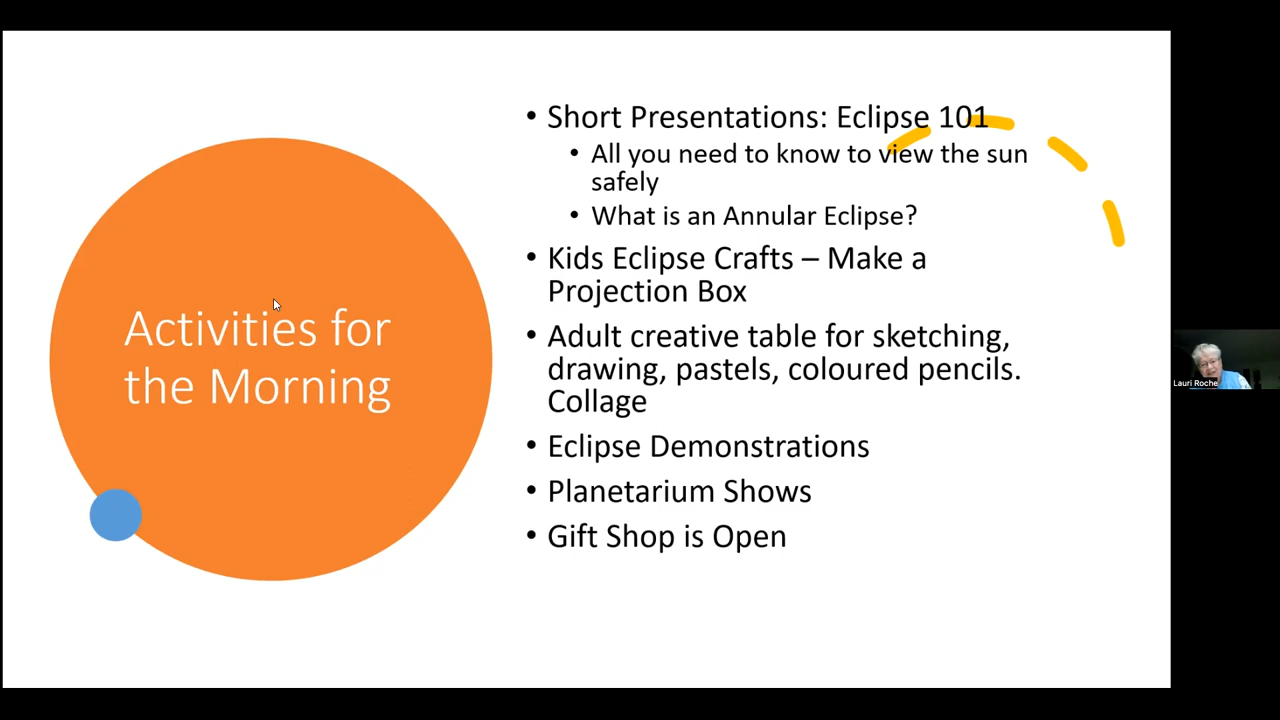 Activities for
the Morning
• Short Presentations: Eclipse 101
• All you need to know to view the sun
safely
• What is an Annular Eclipse?
• Kids Eclipse Crafts – Make a
Projection Box
• Adult creative table for sketching,
drawing, pastels, coloured pencils.
Collage
• Eclipse Demonstrations
• Planetarium Shows
• Gift Shop is Open
Lauri Roche